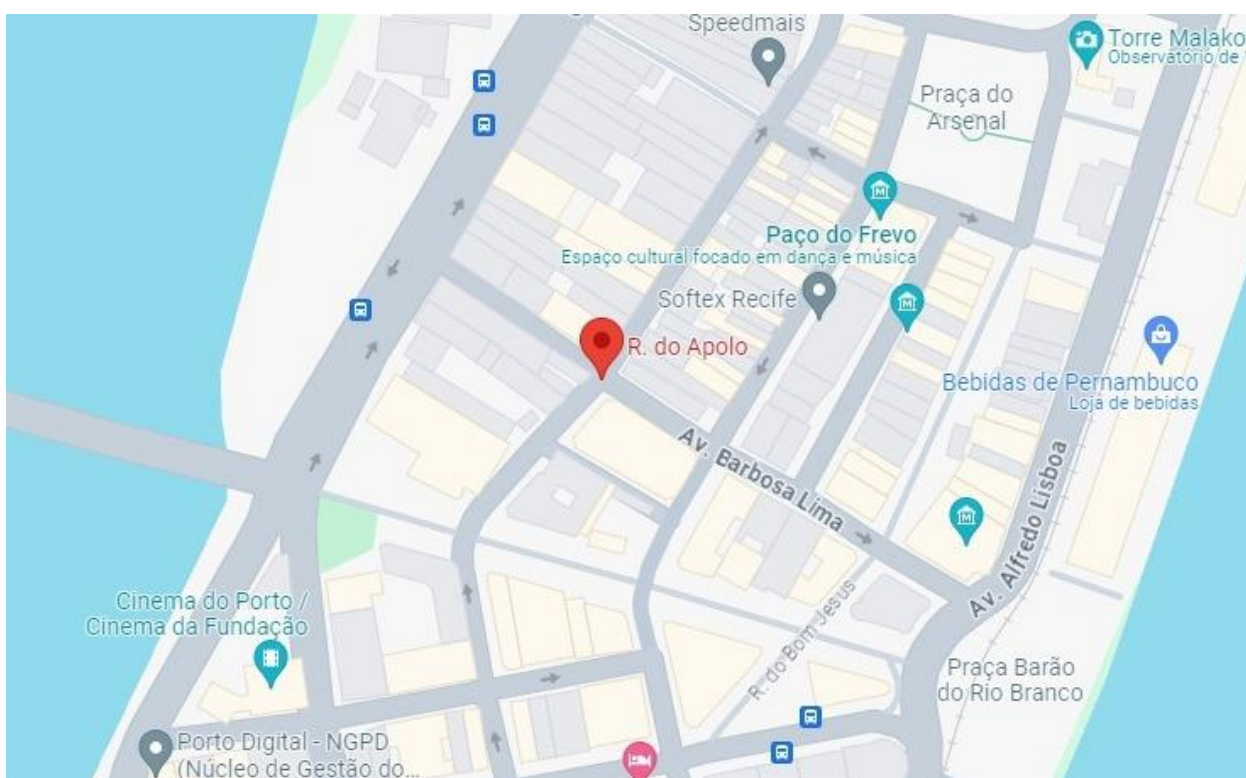 Speedmais
Torre Malako
Observatório de
Praça do
Arsenal
Paço do Frevo
Espaço cultural focado em dança e música
Softex Recife
R. do Apolo
Bebidas de Pernambuco
Loja de bebidas
Av. Barbosa Lima
Av. Alfredo Lisboa
R. do Bom Jesus
Cinema do Porto /
Cinema da Fundação
Praça Barão
do Rio Branco
Porto Digital - NGPD
(Núcleo de Gestão do...